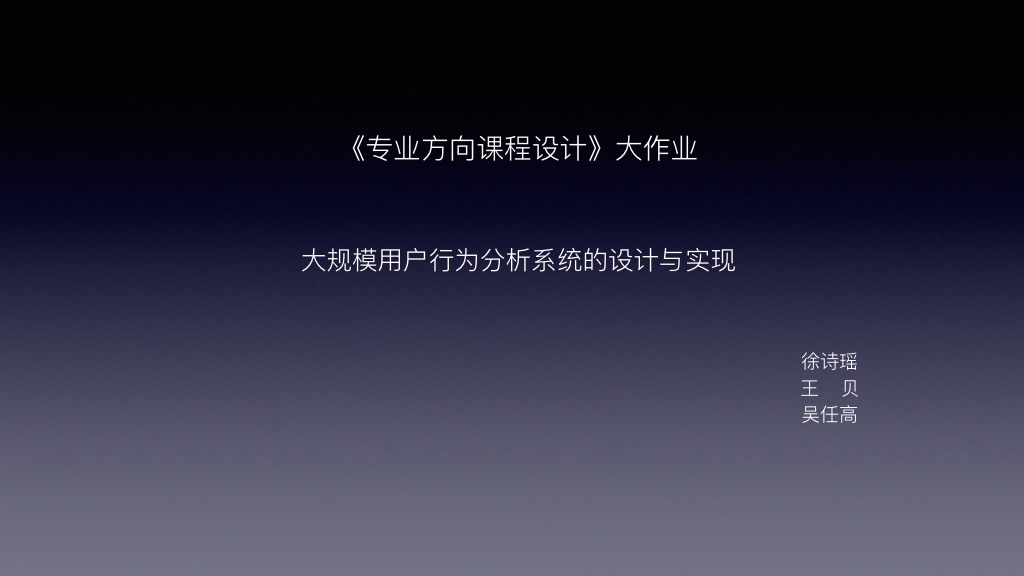 《专业方向课程设计》大作业
大规模用户行为分析系统的设计与实现
徐诗瑶
王 贝
吴任高